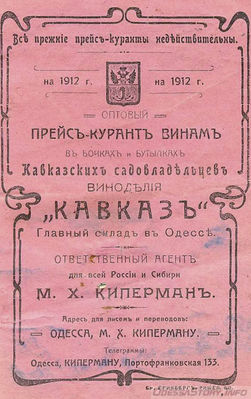 Всѣ прежніе прейсъ-куранты недѣйствительны.
на 1912 г. на 1912 г.
ОПТОВЫЙ
ПРЕЙСЪ-КУРАНТЪ ВИНАМЪ
ВЪ БОЧКАХЪ и БУТЫЛКАХЪ
Кавказскихъ садовладѣльцевъ
ВИНОДѢЛІЯ
„КАВКАЗЪ“
Главный складъ въ Одессѣ.
ОТВѢТСТВЕННЫЙ АГЕНТЪ
для всей Россіи и Сибири
М. Х. КИПЕРМАНЪ.
Адресъ для писемъ и переводовъ:
ОДЕССА, М. Х. КИПЕРМАНУ.
Телеграммы:
Одесса, КИПЕРМАНУ, Портофранковская 133.
ODESSASTORY.INFO